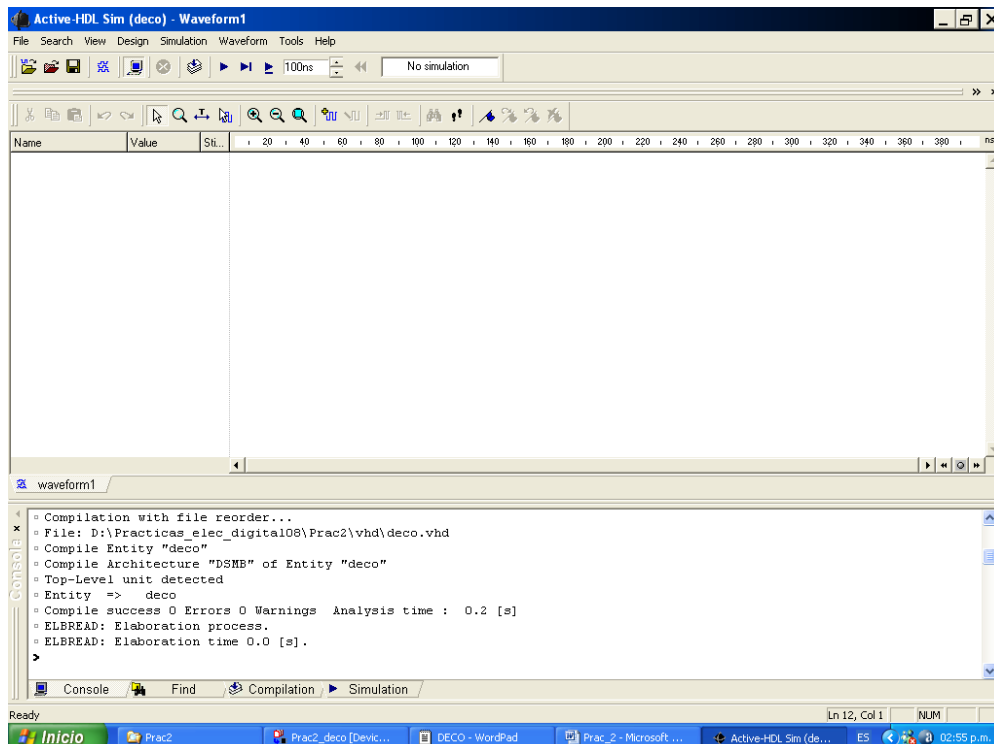 Active-HDL Sim (deco) - Waveform1
File Search View Design Simulation Waveform Tools Help
100ns No simulation
Name Value Sti... 20 40 60 80 100 120 140 160 180 200 220 240 260 280 300 320 340 360 380 ns
waveform1
Console
Compilation with file reorder...
File: D:\Practicas_elec_digital08\Prac2\vhd\deco.vhd
Compile Entity "deco"
Compile Architecture "DSMB" of Entity "deco"
Top-Level unit detected
Entity => deco
Compile success 0 Errors 0 Warnings Analysis time : 0.2 [s]
ELBREAD: Elaboration process.
ELBREAD: Elaboration time 0.0 [s].
>
Console Find Compilation Simulation
Ready Ln 12, Col 1 NUM
Inicio Prac2 Prac2_deco [Devic... DECO - WordPad Prac_2 - Microsoft ... Active-HDL Sim (de... ES 02:55 p.m.